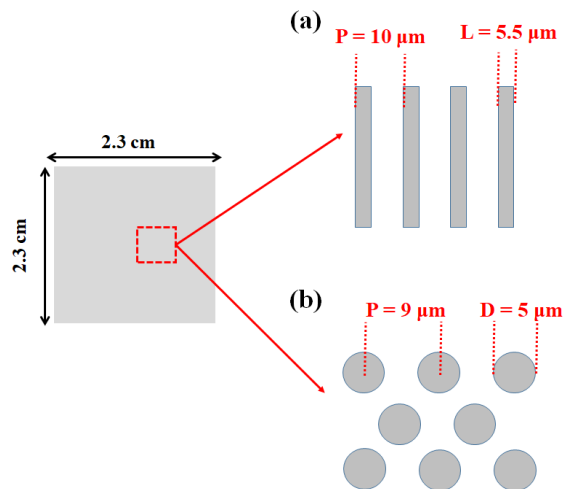 (a)
P = 10 µm
L = 5.5 µm
2.3 cm
2.3 cm
(b)
P = 9 µm
D = 5 µm